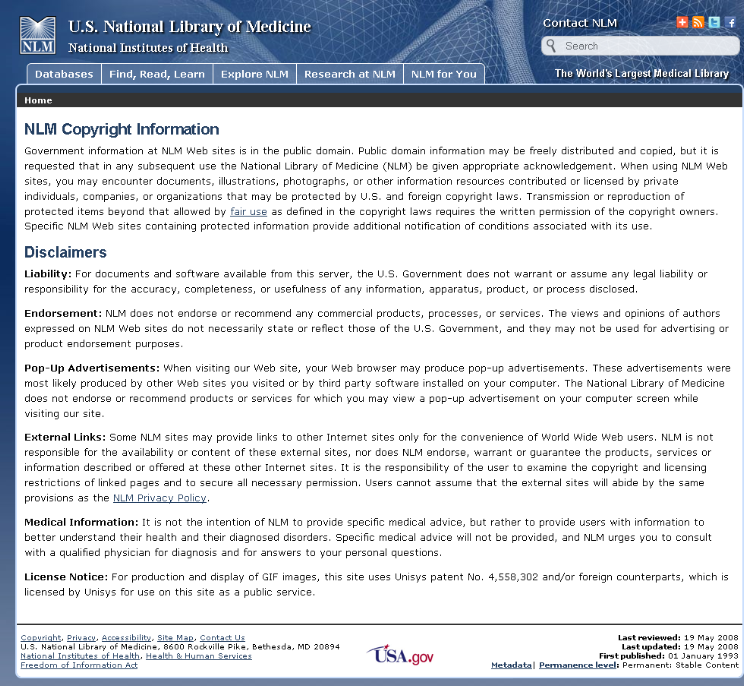 U.S. National Library of Medicine
National Institutes of Health
NLM
Contact NLM
Search
Databases Find, Read, Learn Explore NLM Research at NLM NLM for You
The World's Largest Medical Library
Home
NLM Copyright Information
Government information at NLM Web sites is in the public domain. Public domain information may be freely distributed and copied, but it is
requested that in any subsequent use the National Library of Medicine (NLM) be given appropriate acknowledgement. When using NLM Web
sites, you may encounter documents, illustrations, photographs, or other information resources contributed or licensed by private
individuals, companies, or organizations that may be protected by U.S. and foreign copyright laws. Transmission or reproduction of
protected items beyond that allowed by fair use as defined in the copyright laws requires the written permission of the copyright owners.
Specific NLM Web sites containing protected information provide additional notification of conditions associated with its use.
Disclaimers
Liability: For documents and software available from this server, the U.S. Government does not warrant or assume any legal liability or
responsibility for the accuracy, completeness, or usefulness of any information, apparatus, product, or process disclosed.
Endorsement: NLM does not endorse or recommend any commercial products, processes, or services. The views and opinions of authors
expressed on NLM Web sites do not necessarily state or reflect those of the U.S. Government, and they may not be used for advertising or
product endorsement purposes.
Pop-Up Advertisements: When visiting our Web site, your Web browser may produce pop-up advertisements. These advertisements were
most likely produced by other Web sites you visited or by third party software installed on your computer. The National Library of Medicine
does not endorse or recommend products or services for which you may view a pop-up advertisement on your computer screen while
visiting our site.
External Links: Some NLM sites may provide links to other Internet sites only for the convenience of World Wide Web users. NLM is not
responsible for the availability or content of these external sites, nor does NLM endorse, warrant or guarantee the products, services or
information described or offered at these other Internet sites. It is the responsibility of the user to examine the copyright and licensing
restrictions of linked pages and to secure all necessary permission. Users cannot assume that the external sites will abide by the same
provisions as the NLM Privacy Policy.
Medical Information: It is not the intention of NLM to provide specific medical advice, but rather to provide users with information to
better understand their health and their diagnosed disorders. Specific medical advice will not be provided, and NLM urges you to consult
with a qualified physician for diagnosis and for answers to your personal questions.
License Notice: For production and display of GIF images, this site uses Unisys patent No. 4,558,302 and/or foreign counterparts, which is
licensed by Unisys for use on this site as a public service.
Copyright, Privacy, Accessibility, Site Map, Contact Us
U.S. National Library of Medicine, 8600 Rockville Pike, Bethesda, MD 20894
National Institutes of Health, Health & Human Services
Freedom of Information Act
USA.gov
Last reviewed: 19 May 2008
Last updated: 19 May 2008
First published: 01 January 1993
Metadata| Permanence level: Permanent: Stable Content